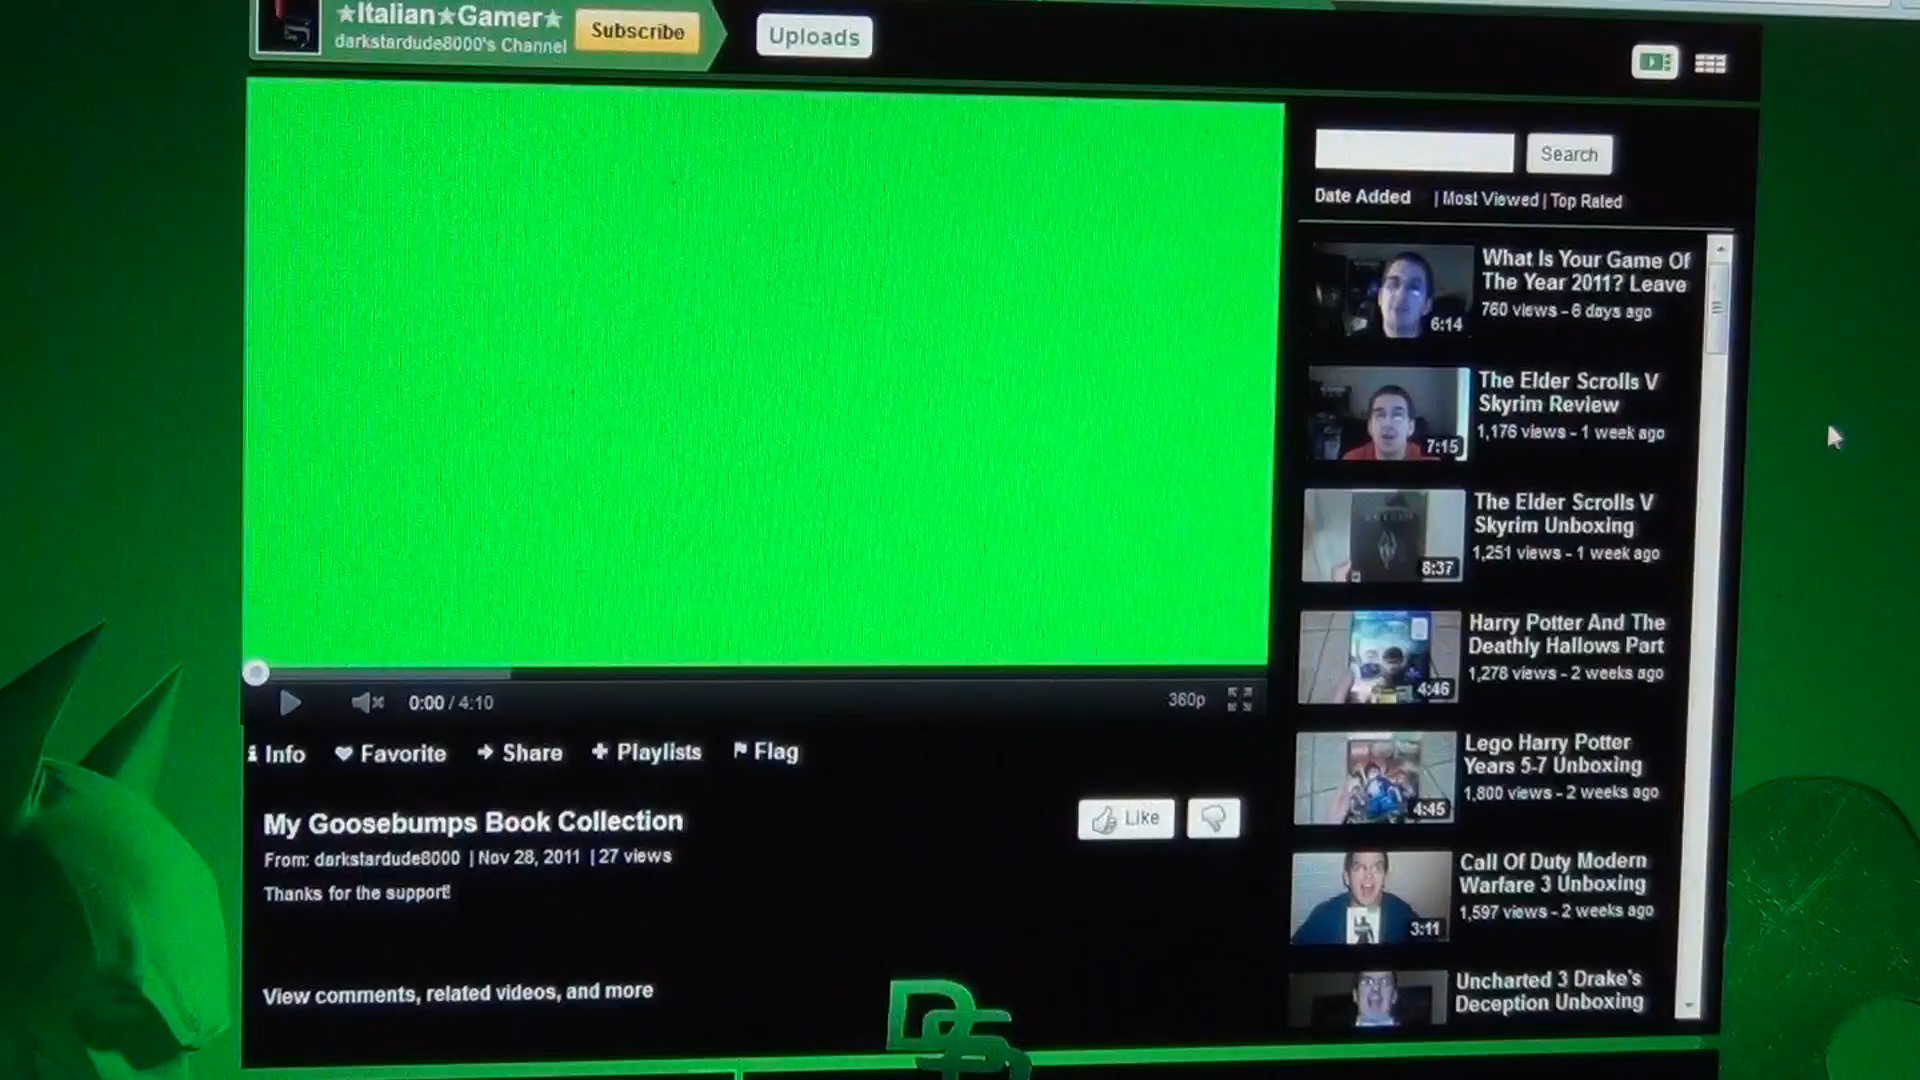 ★Italian★Gamer★
darkstardude8000's Channel
Subscribe
Uploads
Search
Date Added | Most Viewed | Top Rated
What Is Your Game Of
The Year 2011? Leave
760 views - 6 days ago
6:14
The Elder Scrolls V
Skyrim Review
1,176 views - 1 week ago
7:15
The Elder Scrolls V
Skyrim Unboxing
1,251 views - 1 week ago
8:37
Harry Potter And The
Deathly Hallows Part
1,278 views - 2 weeks ago
4:46
Lego Harry Potter
Years 5-7 Unboxing
1,800 views - 2 weeks ago
4:45
Call Of Duty Modern
Warfare 3 Unboxing
1,597 views - 2 weeks ago
3:11
Uncharted 3 Drake's
Deception Unboxing
0:00 / 4:10
360p
Info Favorite Share Playlists Flag
My Goosebumps Book Collection
Like
From: darkstardude8000 | Nov 28, 2011 | 27 views
Thanks for the support!
View comments, related videos, and more
DS